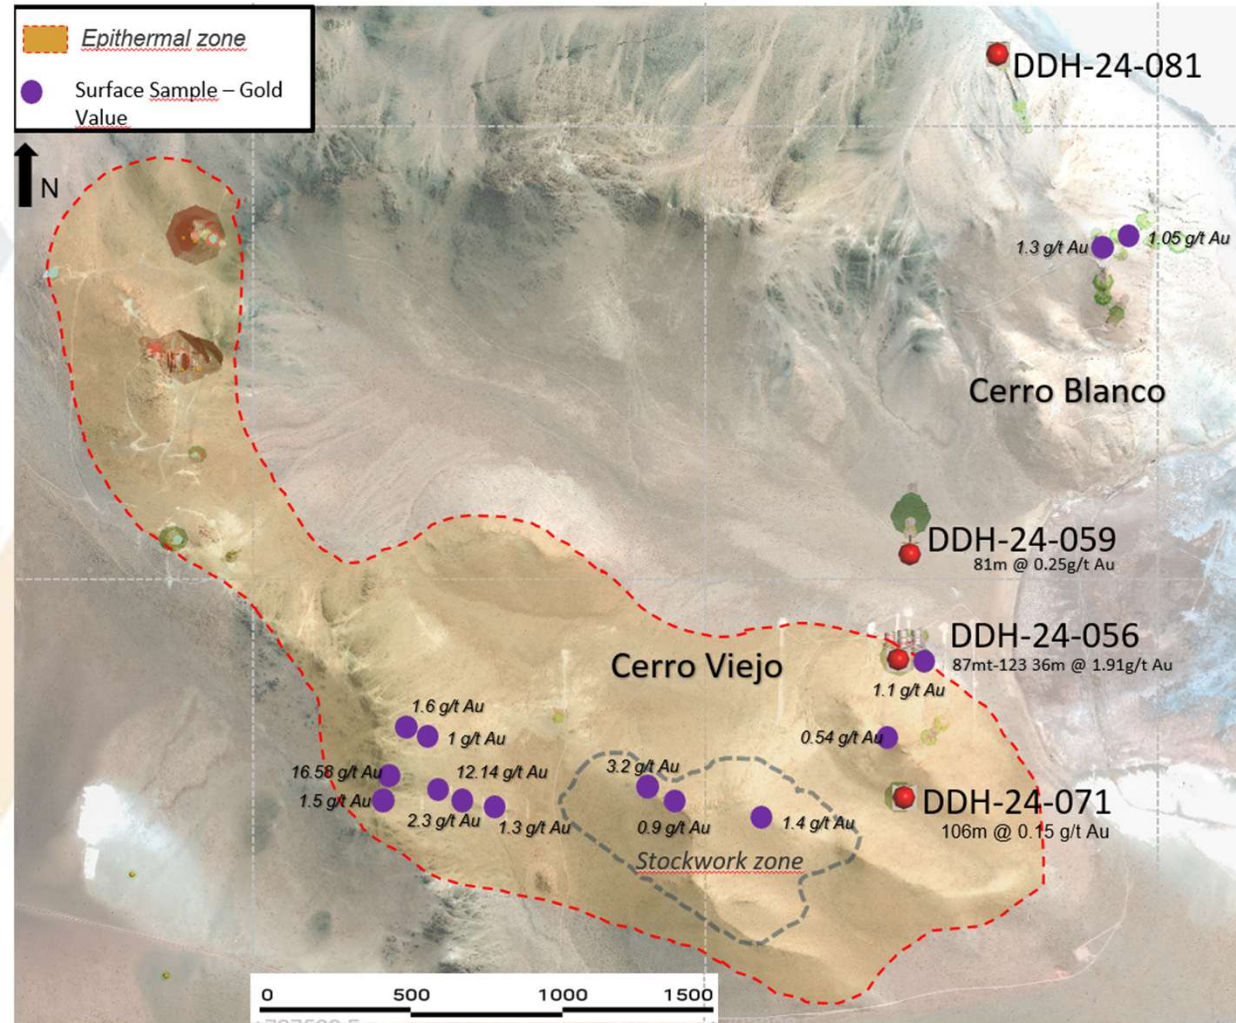 Epithermal zone
Surface Sample – Gold
Value
N
DDH-24-081
1.3 g/t Au
1.05 g/t Au
Cerro Blanco
DDH-24-059
81m @ 0.25g/t Au
DDH-24-056
87mt-123 36m @ 1.91g/t Au
Cerro Viejo
1.1 g/t Au
1.6 g/t Au
1 g/t Au
0.54 g/t Au
16.58 g/t Au
12.14 g/t Au
3.2 g/t Au
1.5 g/t Au
2.3 g/t Au
1.3 g/t Au
0.9 g/t Au
1.4 g/t Au
DDH-24-071
106m @ 0.15 g/t Au
Stockwork zone
0 500 1000 1500